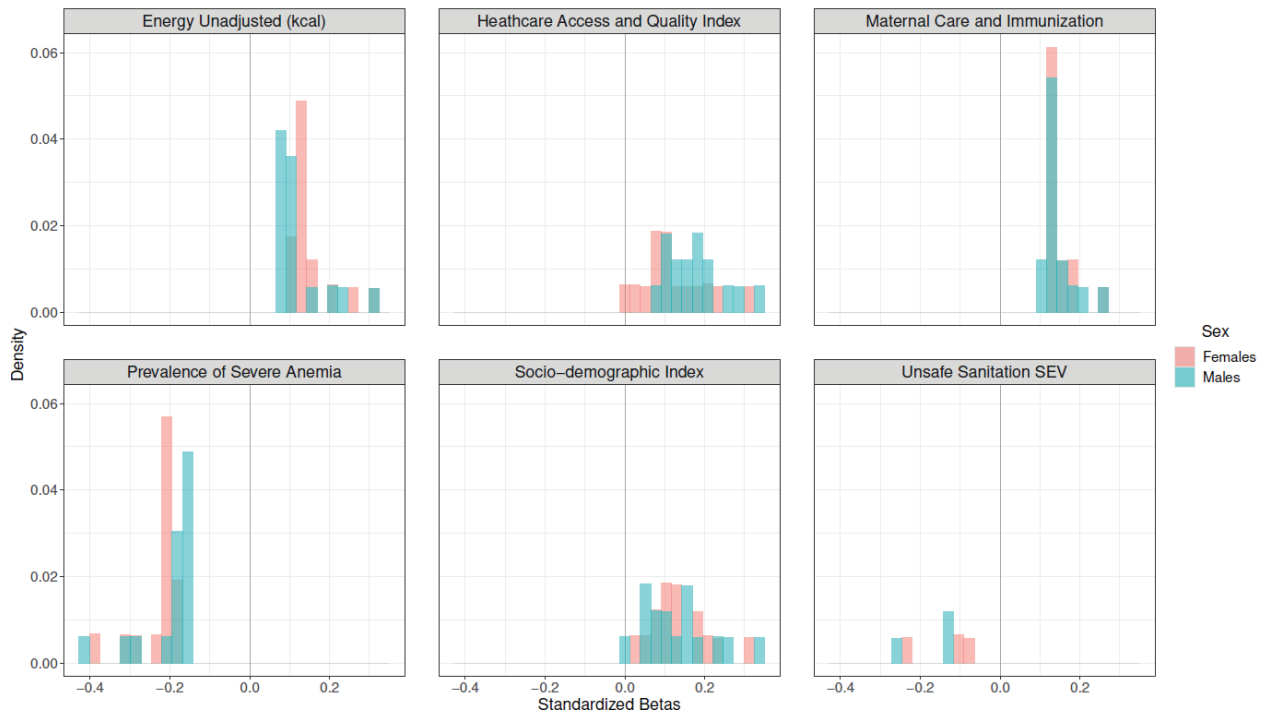 Energy Unadjusted (kcal)
Heathcare Access and Quality Index
Maternal Care and Immunization
0.06
0.04
0.02
0.00
Density
Sex
Females
Males
Prevalence of Severe Anemia
Socio−demographic Index
Unsafe Sanitation SEV
0.06
0.04
0.02
0.00
−0.4 −0.2 0.0 0.2
−0.4 −0.2 0.0 0.2
−0.4 −0.2 0.0 0.2
Standardized Betas